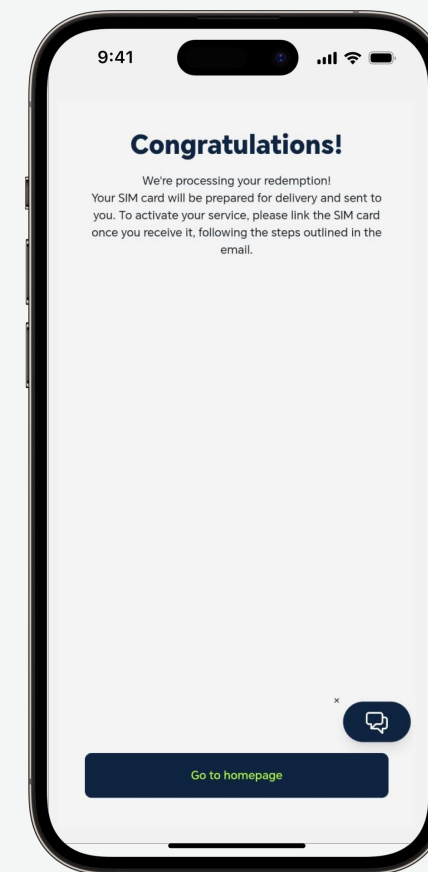 9:41
Congratulations!
We're processing your redemption!
Your SIM card will be prepared for delivery and sent to
you. To activate your service, please link the SIM card
once you receive it, following the steps outlined in the
email.
×
Go to homepage